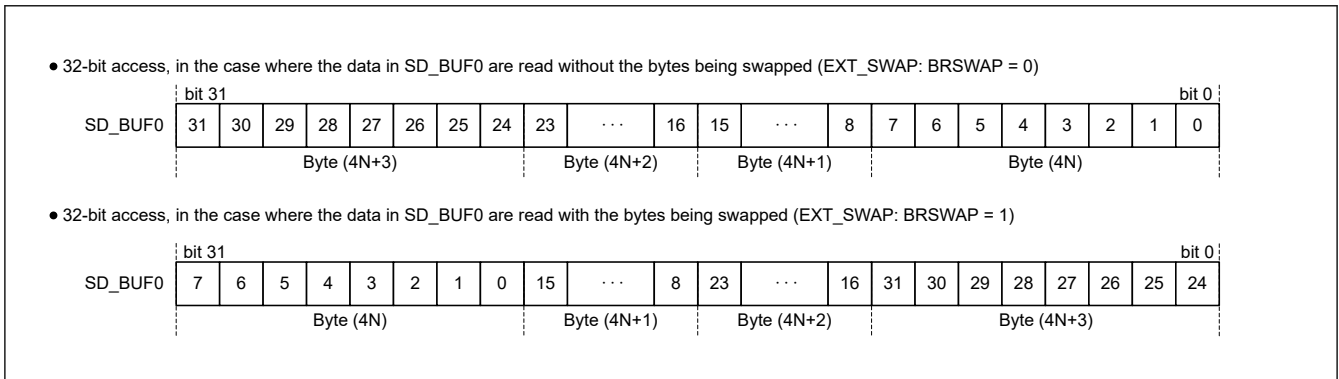 ● 32-bit access, in the case where the data in SD_BUF0 are read without the bytes being swapped (EXT_SWAP: BRSWAP = 0)
bit 31 bit 0
SD_BUF0 31 30 29 28 27 26 25 24 23 ··· 16 15 ··· 8 7 6 5 4 3 2 1 0
Byte (4N+3) Byte (4N+2) Byte (4N+1) Byte (4N)
● 32-bit access, in the case where the data in SD_BUF0 are read with the bytes being swapped (EXT_SWAP: BRSWAP = 1)
bit 31 bit 0
SD_BUF0 7 6 5 4 3 2 1 0 15 ··· 8 23 ··· 16 31 30 29 28 27 26 25 24
Byte (4N) Byte (4N+1) Byte (4N+2) Byte (4N+3)